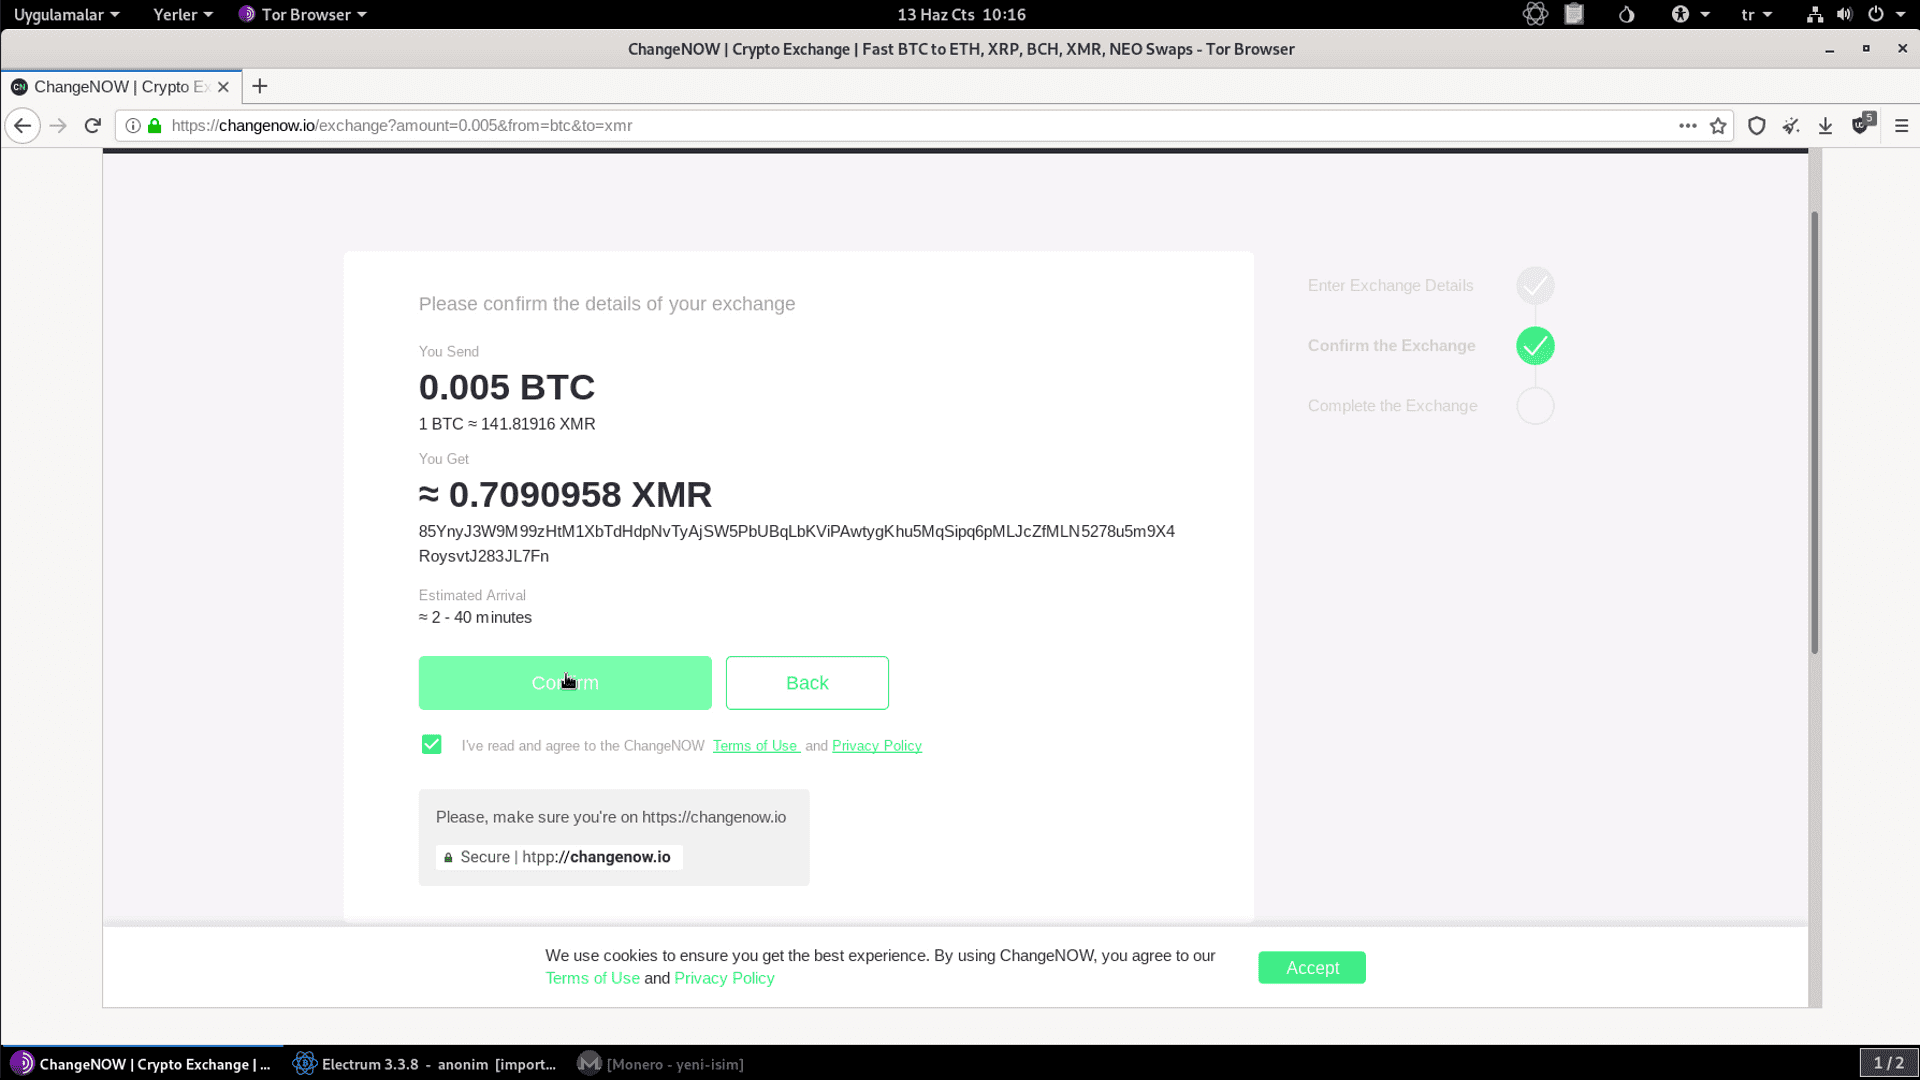 Uygulamalar Yerler Tor Browser 13 Haz Cts 10:16 tr
ChangeNOW | Crypto Exchange | Fast BTC to ETH, XRP, BCH, XMR, NEO Swaps - Tor Browser
CN ChangeNOW | Crypto Ex
https://changenow.io/exchange?amount=0.005&from=btc&to=xmr
5
Please confirm the details of your exchange
You Send
0.005 BTC
1 BTC ≈ 141.81916 XMR
You Get
≈ 0.7090958 XMR
85YnyJ3W9M99zHtM1XbTdHdpNvTyAjSW5PbUBqLbKViPAwtygKhu5MqSipq6pMLJcZfMLN5278u5m9X4
RoysvtJ283JL7Fn
Estimated Arrival
≈ 2 - 40 minutes
Confirm Back
I've read and agree to the ChangeNOW Terms of Use and Privacy Policy
Please, make sure you're on https://changenow.io
Secure | htpp://changenow.io
Enter Exchange Details
Confirm the Exchange
Complete the Exchange
We use cookies to ensure you get the best experience. By using ChangeNOW, you agree to our
Terms of Use and Privacy Policy
Accept
ChangeNOW | Crypto Exchange | ... Electrum 3.3.8 - anonim [import... [Monero - yeni-isim] 1 / 2